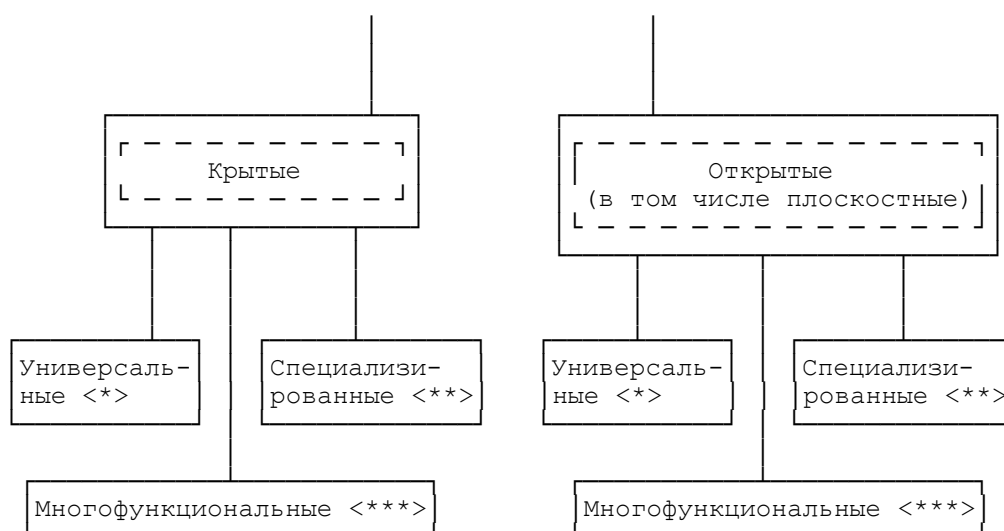 Крытые
Открытые
(в том числе плоскостные)
Универсаль-
ные <*>
Специализи-
рованные <**>
Универсаль-
ные <*>
Специализи-
рованные <**>
Многофункциональные <***>
Многофункциональные <***>